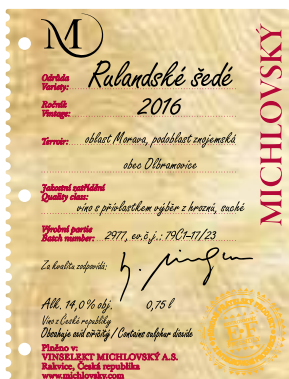 M
Odrůda
Variety:
Rulandské šedé
Ročník
Vintage:
2016
Terroir:
oblast Morava, podoblast znojemská
obec Olbramovice
Jakostní zatřídění
Quality class:
víno s přívlastkem výběr z hroznů, suché
Výrobní partie
Batch number:
2977, ev.č.j.: 79C1-17/23
Za kvalitu zodpovídá:
Alk. 14,0 % obj.
0,75 l
Víno z České republiky
Obsahuje oxid siřičitý / Contains sulphur dioxide
Plněno v:
VINSELEKT MICHLOVSKÝ A.S.
Rakvice, Česká republika
www.michlovsky.com
MICHLOVSKÝ